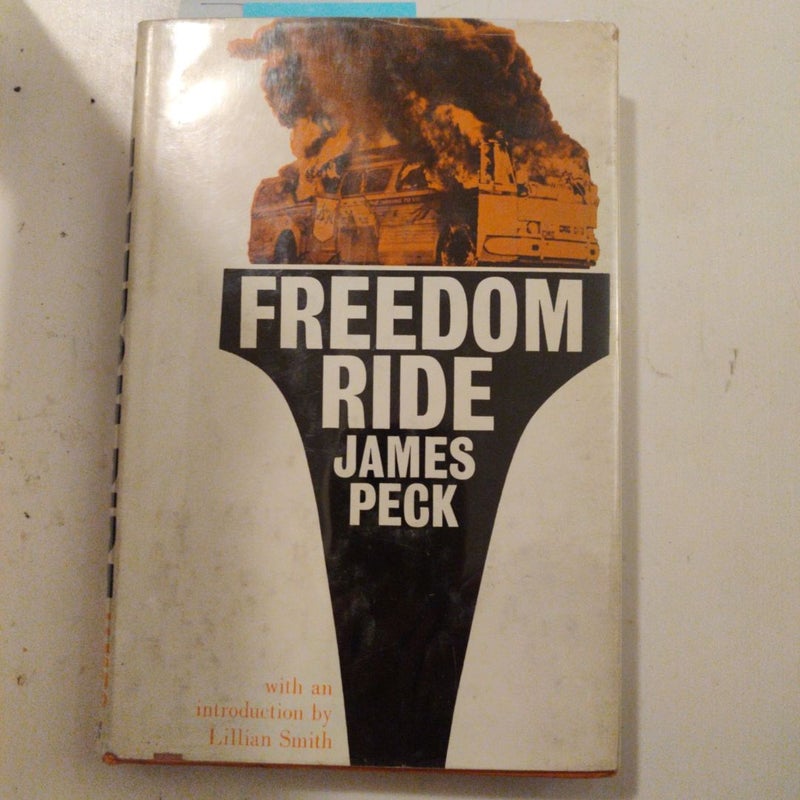 FREEDOM
RIDE
JAMES
PECK
with an
introduction by
Lillian Smith